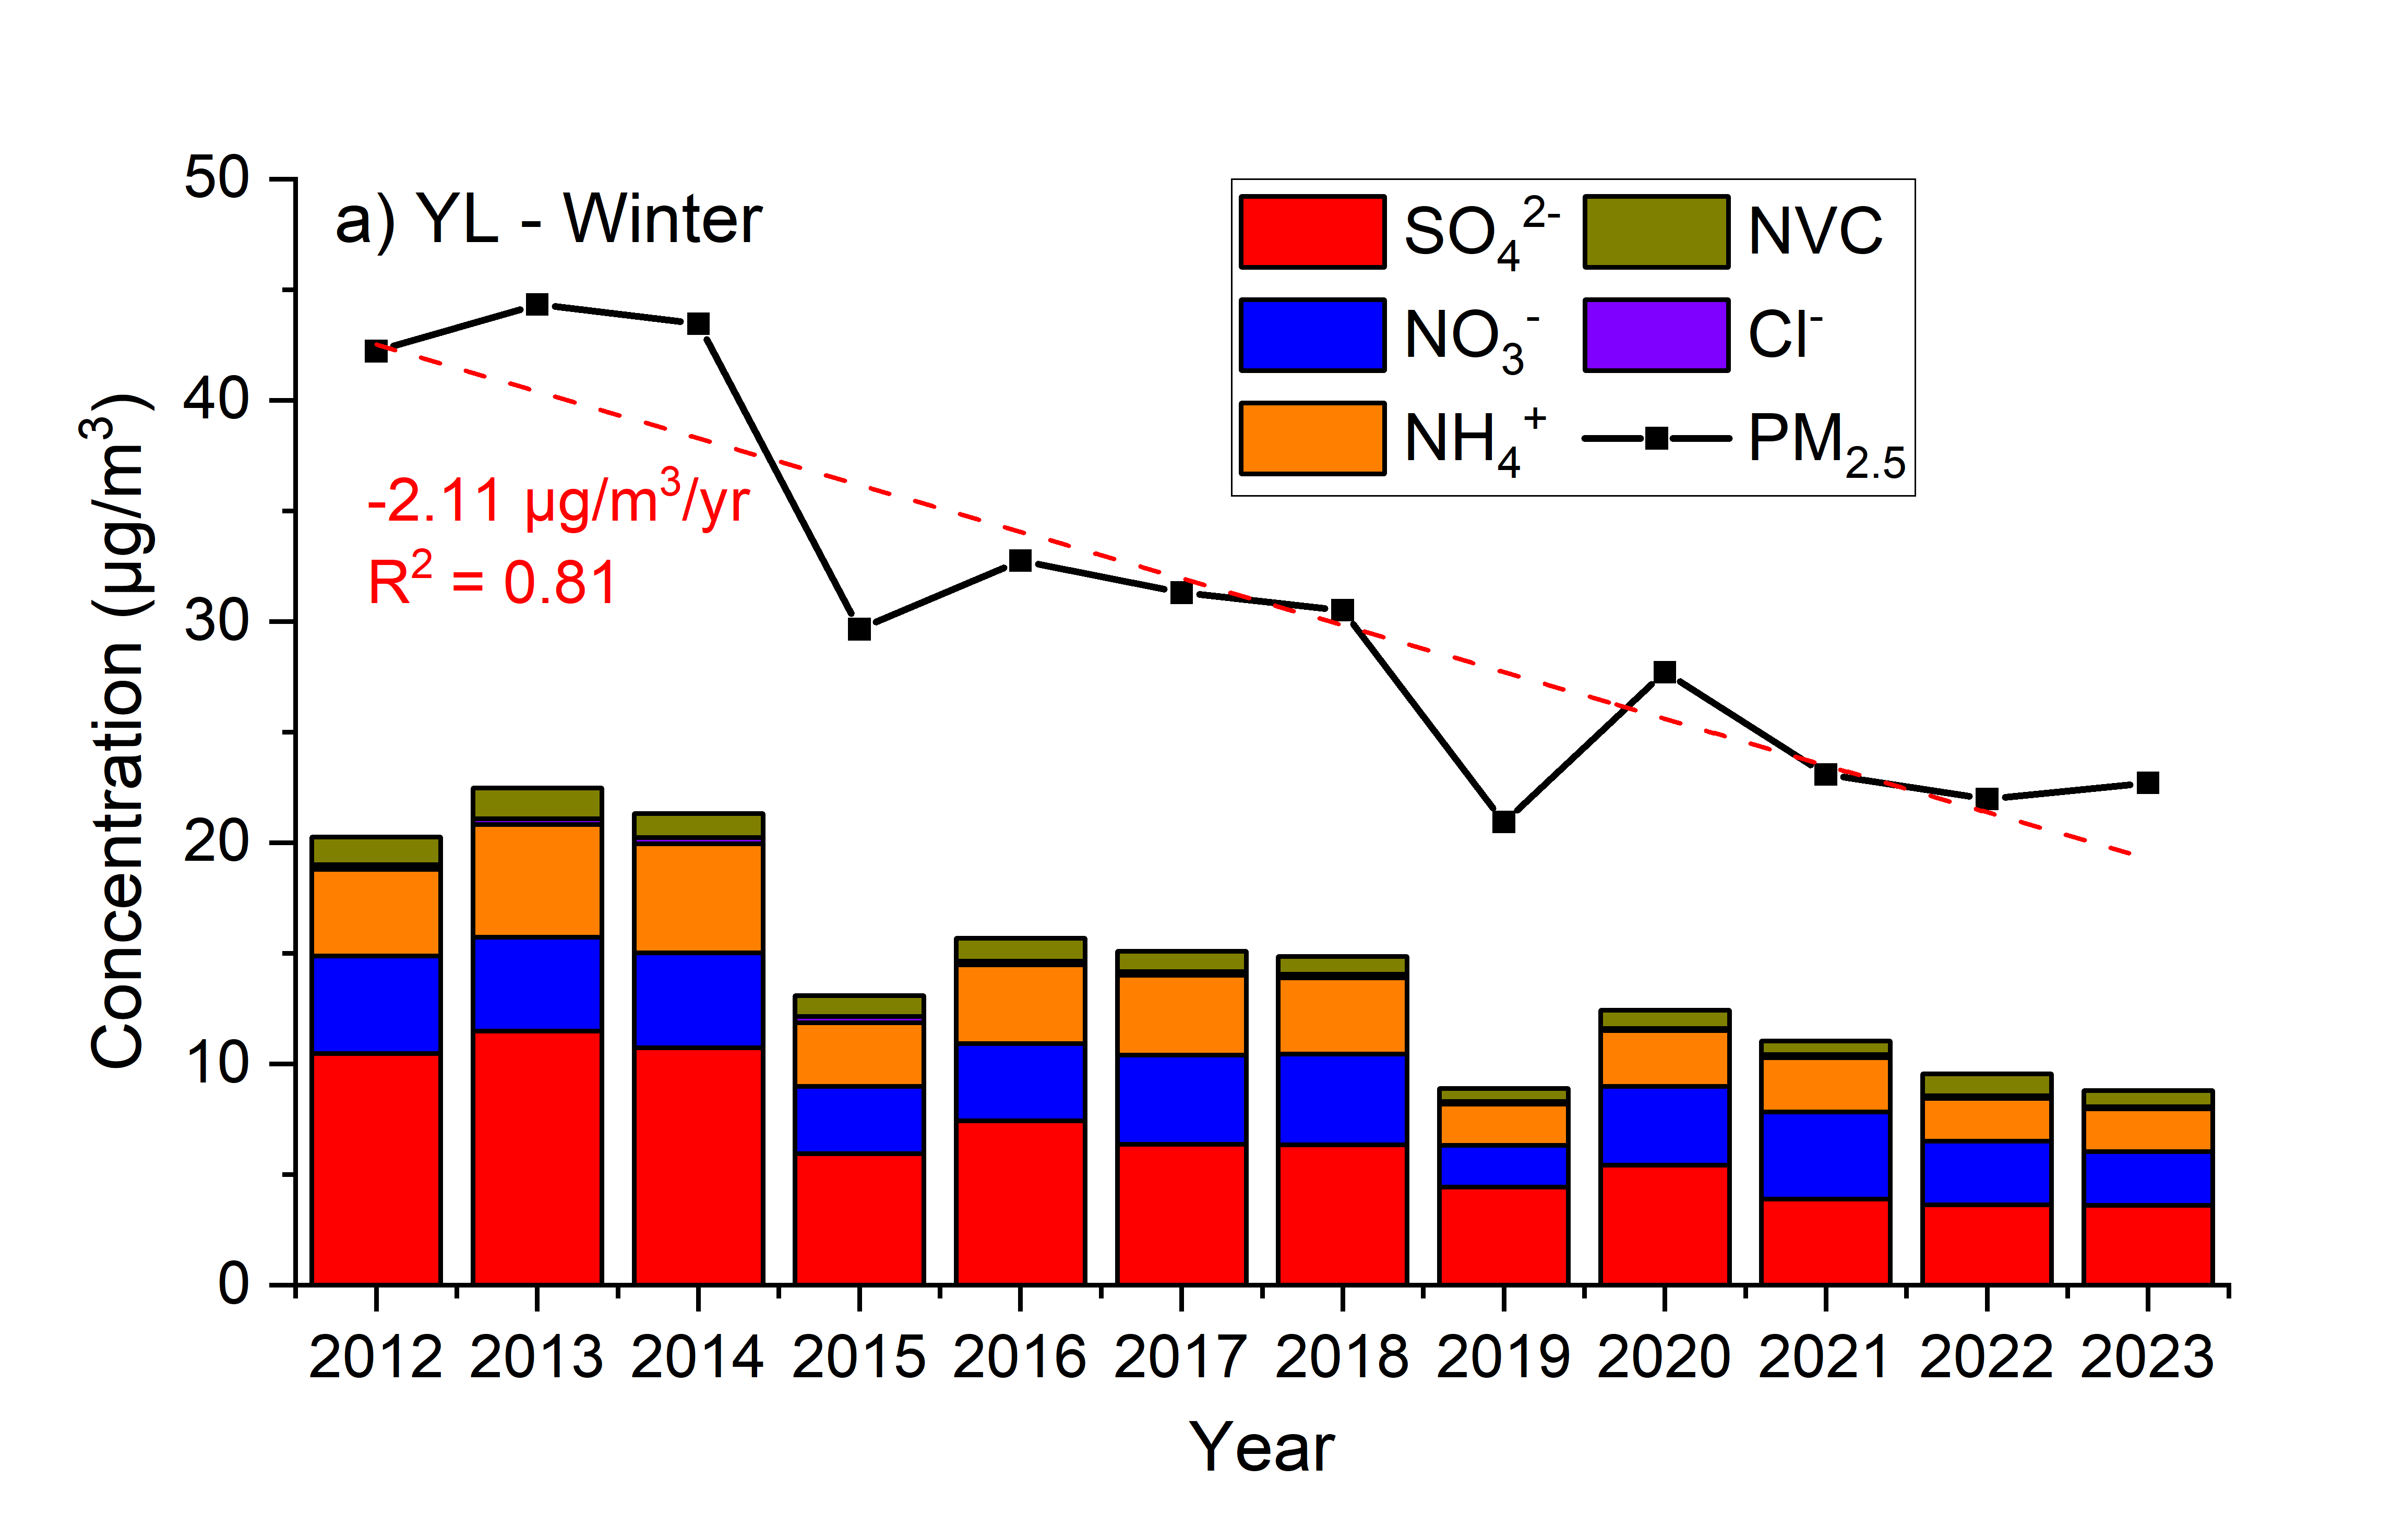 a) YL - Winter
SO₄²⁻
NVC
NO₃⁻
Cl⁻
NH₄⁺
PM₂.₅
-2.11 µg/m³/yr
R² = 0.81
Concentration (µg/m³)
50
40
30
20
10
0
2012 2013 2014 2015 2016 2017 2018 2019 2020 2021 2022 2023
Year